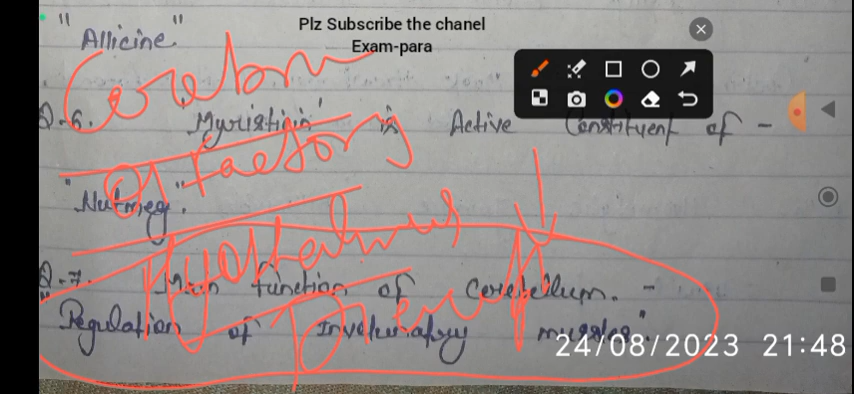 Plz Subscribe the chanel
Exam-para
"Allicine"
Q.6. "Myristicin" is Active Constituent of -
"Nutmeg".
Q.7. Main function of Cerebellum. -
"Regulation of Involuntary muscles".
Olfactory
24/08/2023 21:48